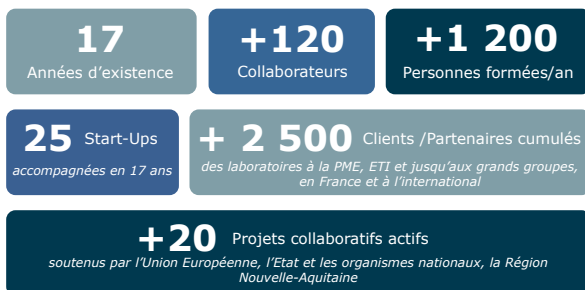 17
Années d'existence
+120
Collaborateurs
+1 200
Personnes formées/an
25 Start-Ups
accompagnées en 17 ans
+ 2 500 Clients /Partenaires cumulés
des laboratoires à la PME, ETI et jusqu'aux grands groupes,
en France et à l'international
+20 Projets collaboratifs actifs
soutenus par l'Union Européenne, l'Etat et les organismes nationaux, la Région
Nouvelle-Aquitaine